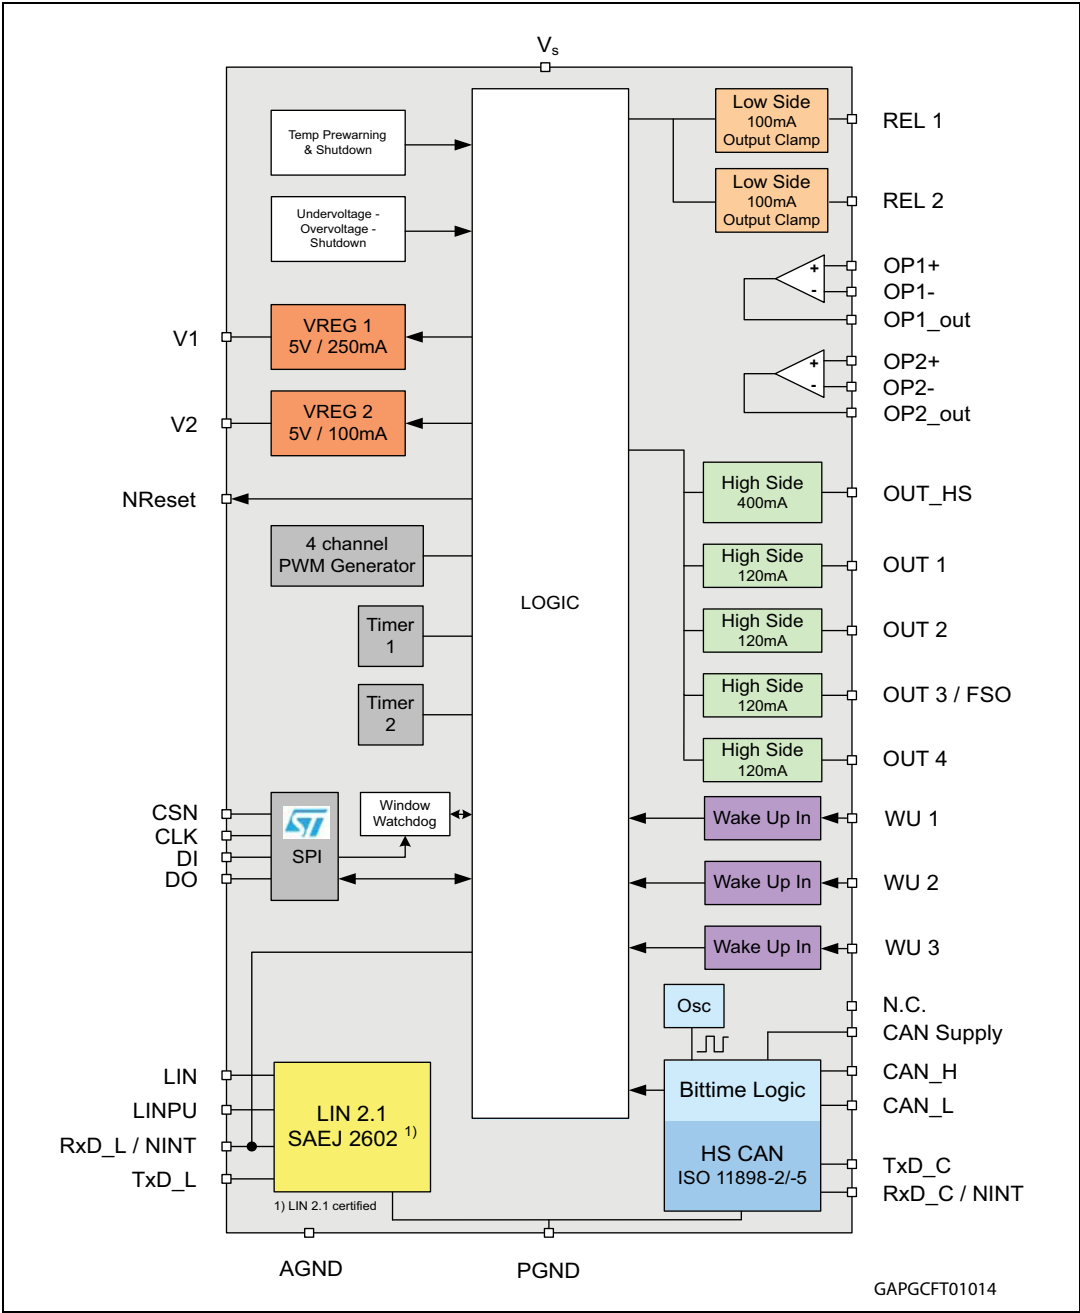 Vs
Temp Prewarning
& Shutdown
Undervoltage -
Overvoltage -
Shutdown
V1
VREG 1
5V / 250mA
V2
VREG 2
5V / 100mA
NReset
4 channel
PWM Generator
Timer
1
Timer
2
CSN
CLK
DI
DO
ST
SPI
Window
Watchdog
LOGIC
Low Side
100mA
Output Clamp
REL 1
Low Side
100mA
Output Clamp
REL 2
+
-
OP1+
OP1-
OP1_out
+
-
OP2+
OP2-
OP2_out
High Side
400mA
OUT_HS
High Side
120mA
OUT 1
High Side
120mA
OUT 2
High Side
120mA
OUT 3 / FSO
High Side
120mA
OUT 4
Wake Up In
WU 1
Wake Up In
WU 2
Wake Up In
WU 3
Osc
N.C.
CAN Supply
Bittime Logic
CAN_H
CAN_L
HS CAN
ISO 11898-2/-5
TxD_C
RxD_C / NINT
LIN
LINPU
RxD_L / NINT
TxD_L
LIN 2.1
SAEJ 2602 1)
1) LIN 2.1 certified
AGND
PGND
GAPGCFT01014